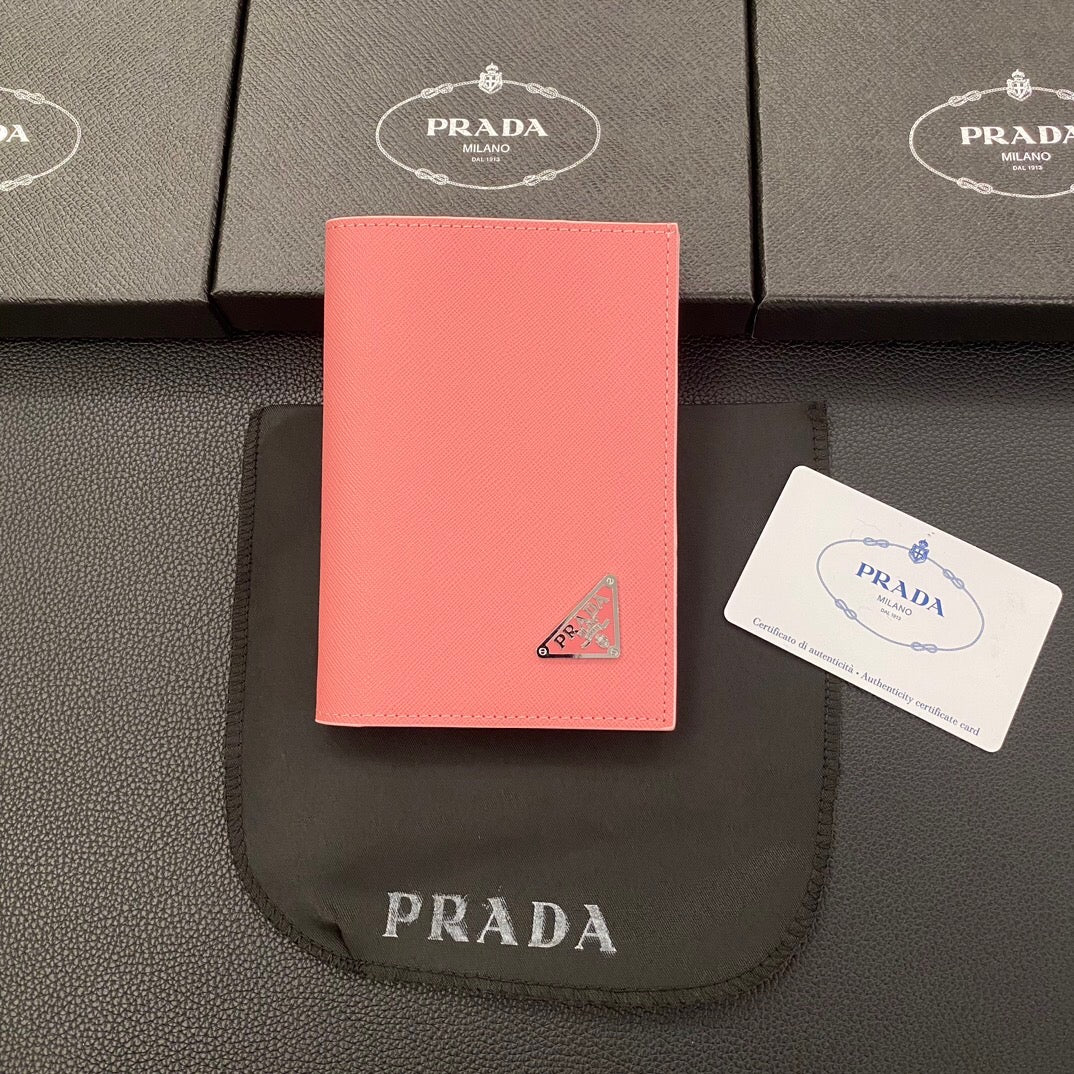 DA
PRADA
MILANO
DAL 1913
PRADA
MILANO
DAL 1913
PRADA
PRADA
MILANO
DAL 1913
Certificato di autenticità • Authenticity certificate card
PRADA